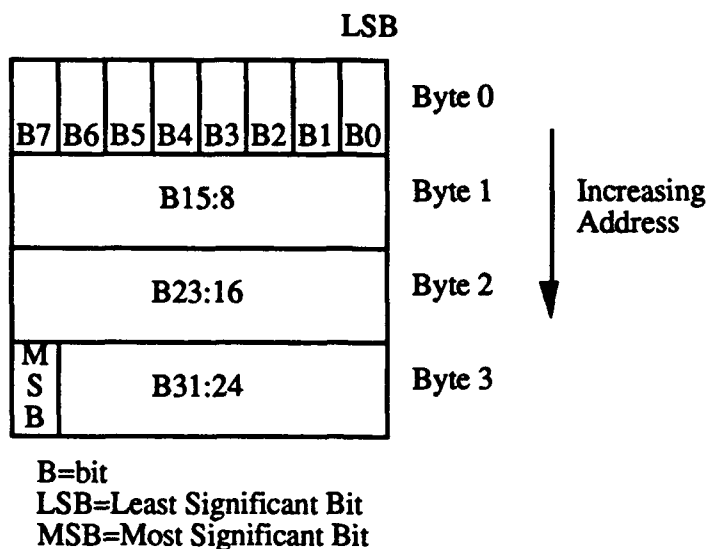 LSB
B7 B6 B5 B4 B3 B2 B1 B0 Byte 0
B15:8 Byte 1
Increasing
Address
B23:16 Byte 2
M
S
B
B31:24 Byte 3
B=bit
LSB=Least Significant Bit
MSB=Most Significant Bit